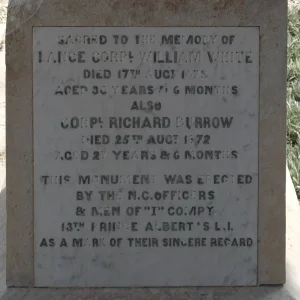 SACRED TO THE MEMORY OF
LANCE CORPL WILLIAM WHITE
DIED 17TH AUGT
AGED 30 YEARS & 6 MONTHS
ALSO
CORPL RICHARD BURROW
DIED 25TH AUGT 1872
AGED 27 YEARS & 6 MONTHS
THIS MONUMENT WAS ERECTED
BY THE N.C.OFFICERS
& MEN OF "I" COMPY
13TH PRINCE ALBERT'S L.I.
AS A MARK OF THEIR SINCERE REGARD